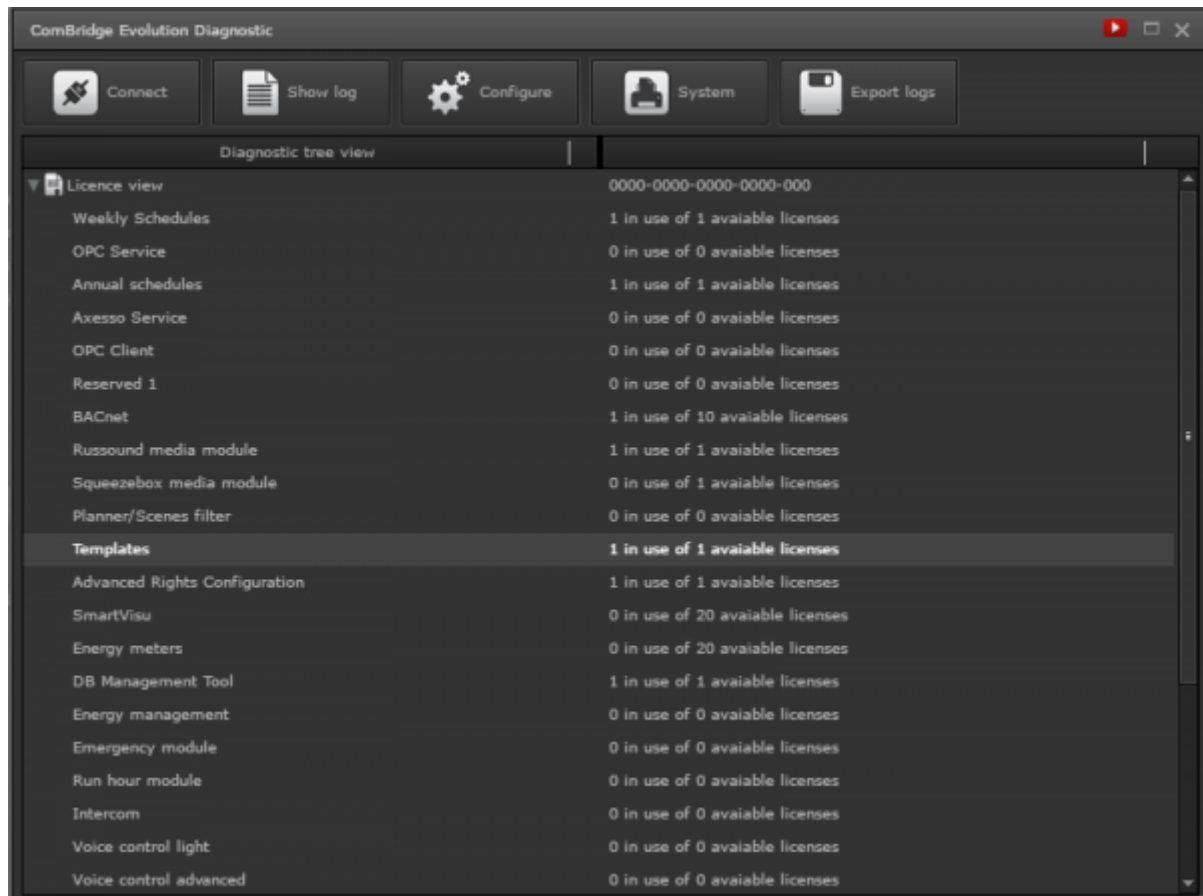 ComBridge Evolution Diagnostic
Connect Show log Configure System Export logs
Diagnostic tree view
Licence view 0000-0000-0000-0000-000
Weekly Schedules 1 in use of 1 avaiable licenses
OPC Service 0 in use of 0 avaiable licenses
Annual schedules 1 in use of 1 avaiable licenses
Axesso Service 0 in use of 0 avaiable licenses
OPC Client 0 in use of 0 avaiable licenses
Reserved 1 0 in use of 0 avaiable licenses
BACnet 1 in use of 10 avaiable licenses
Russound media module 1 in use of 1 avaiable licenses
Squeezebox media module 0 in use of 1 avaiable licenses
Planner/Scenes filter 0 in use of 0 avaiable licenses
Templates 1 in use of 1 avaiable licenses
Advanced Rights Configuration 1 in use of 1 avaiable licenses
SmartVisu 0 in use of 20 avaiable licenses
Energy meters 0 in use of 20 avaiable licenses
DB Management Tool 1 in use of 1 avaiable licenses
Energy management 0 in use of 0 avaiable licenses
Emergency module 0 in use of 0 avaiable licenses
Run hour module 0 in use of 0 avaiable licenses
Intercom 0 in use of 0 avaiable licenses
Voice control light 0 in use of 0 avaiable licenses
Voice control advanced 0 in use of 0 avaiable licenses